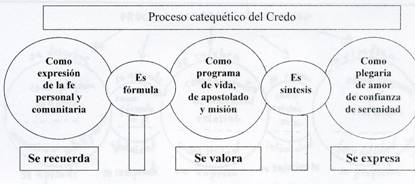 Proceso catequético del Credo
Como
expresión
de la fe
personal y
comunitaria
Es
fórmula
Como
programa
de vida,
de apostolado
y misión
Es
síntesis
Como
plegaria
de amor
de confianza
de serenidad
Se recuerda
Se valora
Se expresa